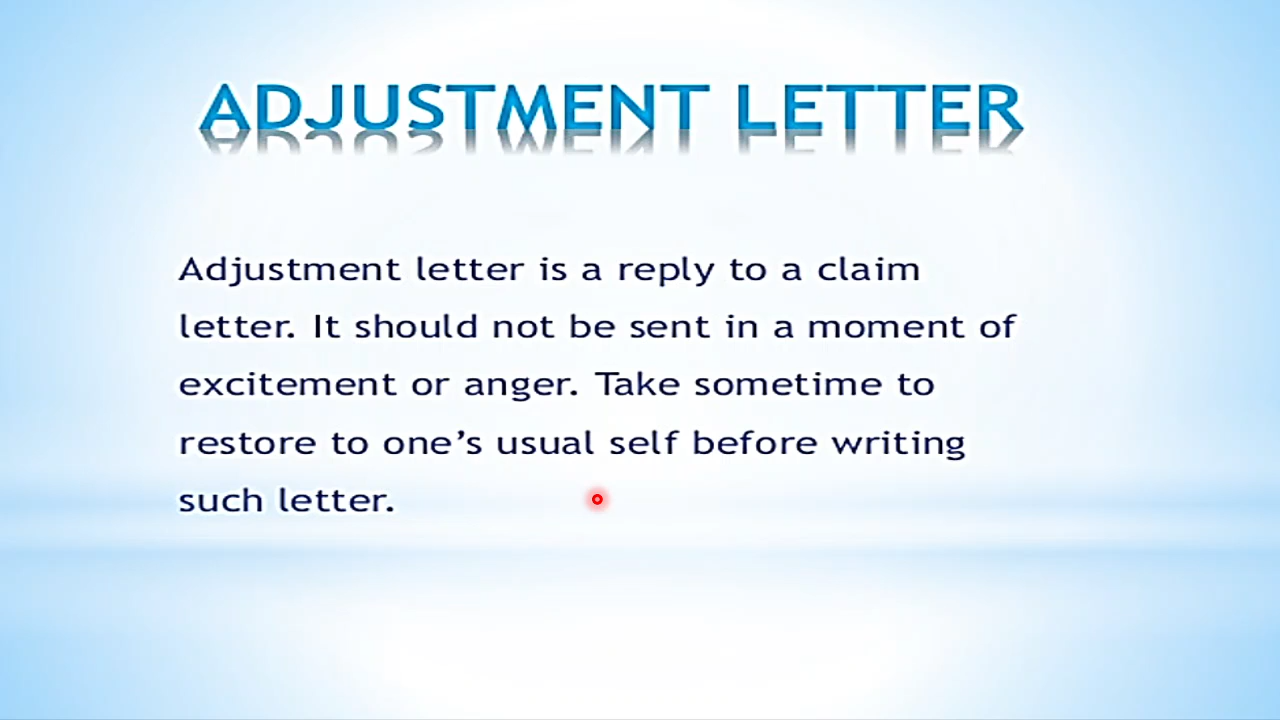 ADJUSTMENT LETTER
Adjustment letter is a reply to a claim
letter. It should not be sent in a moment of
excitement or anger. Take sometime to
restore to one’s usual self before writing
such letter.